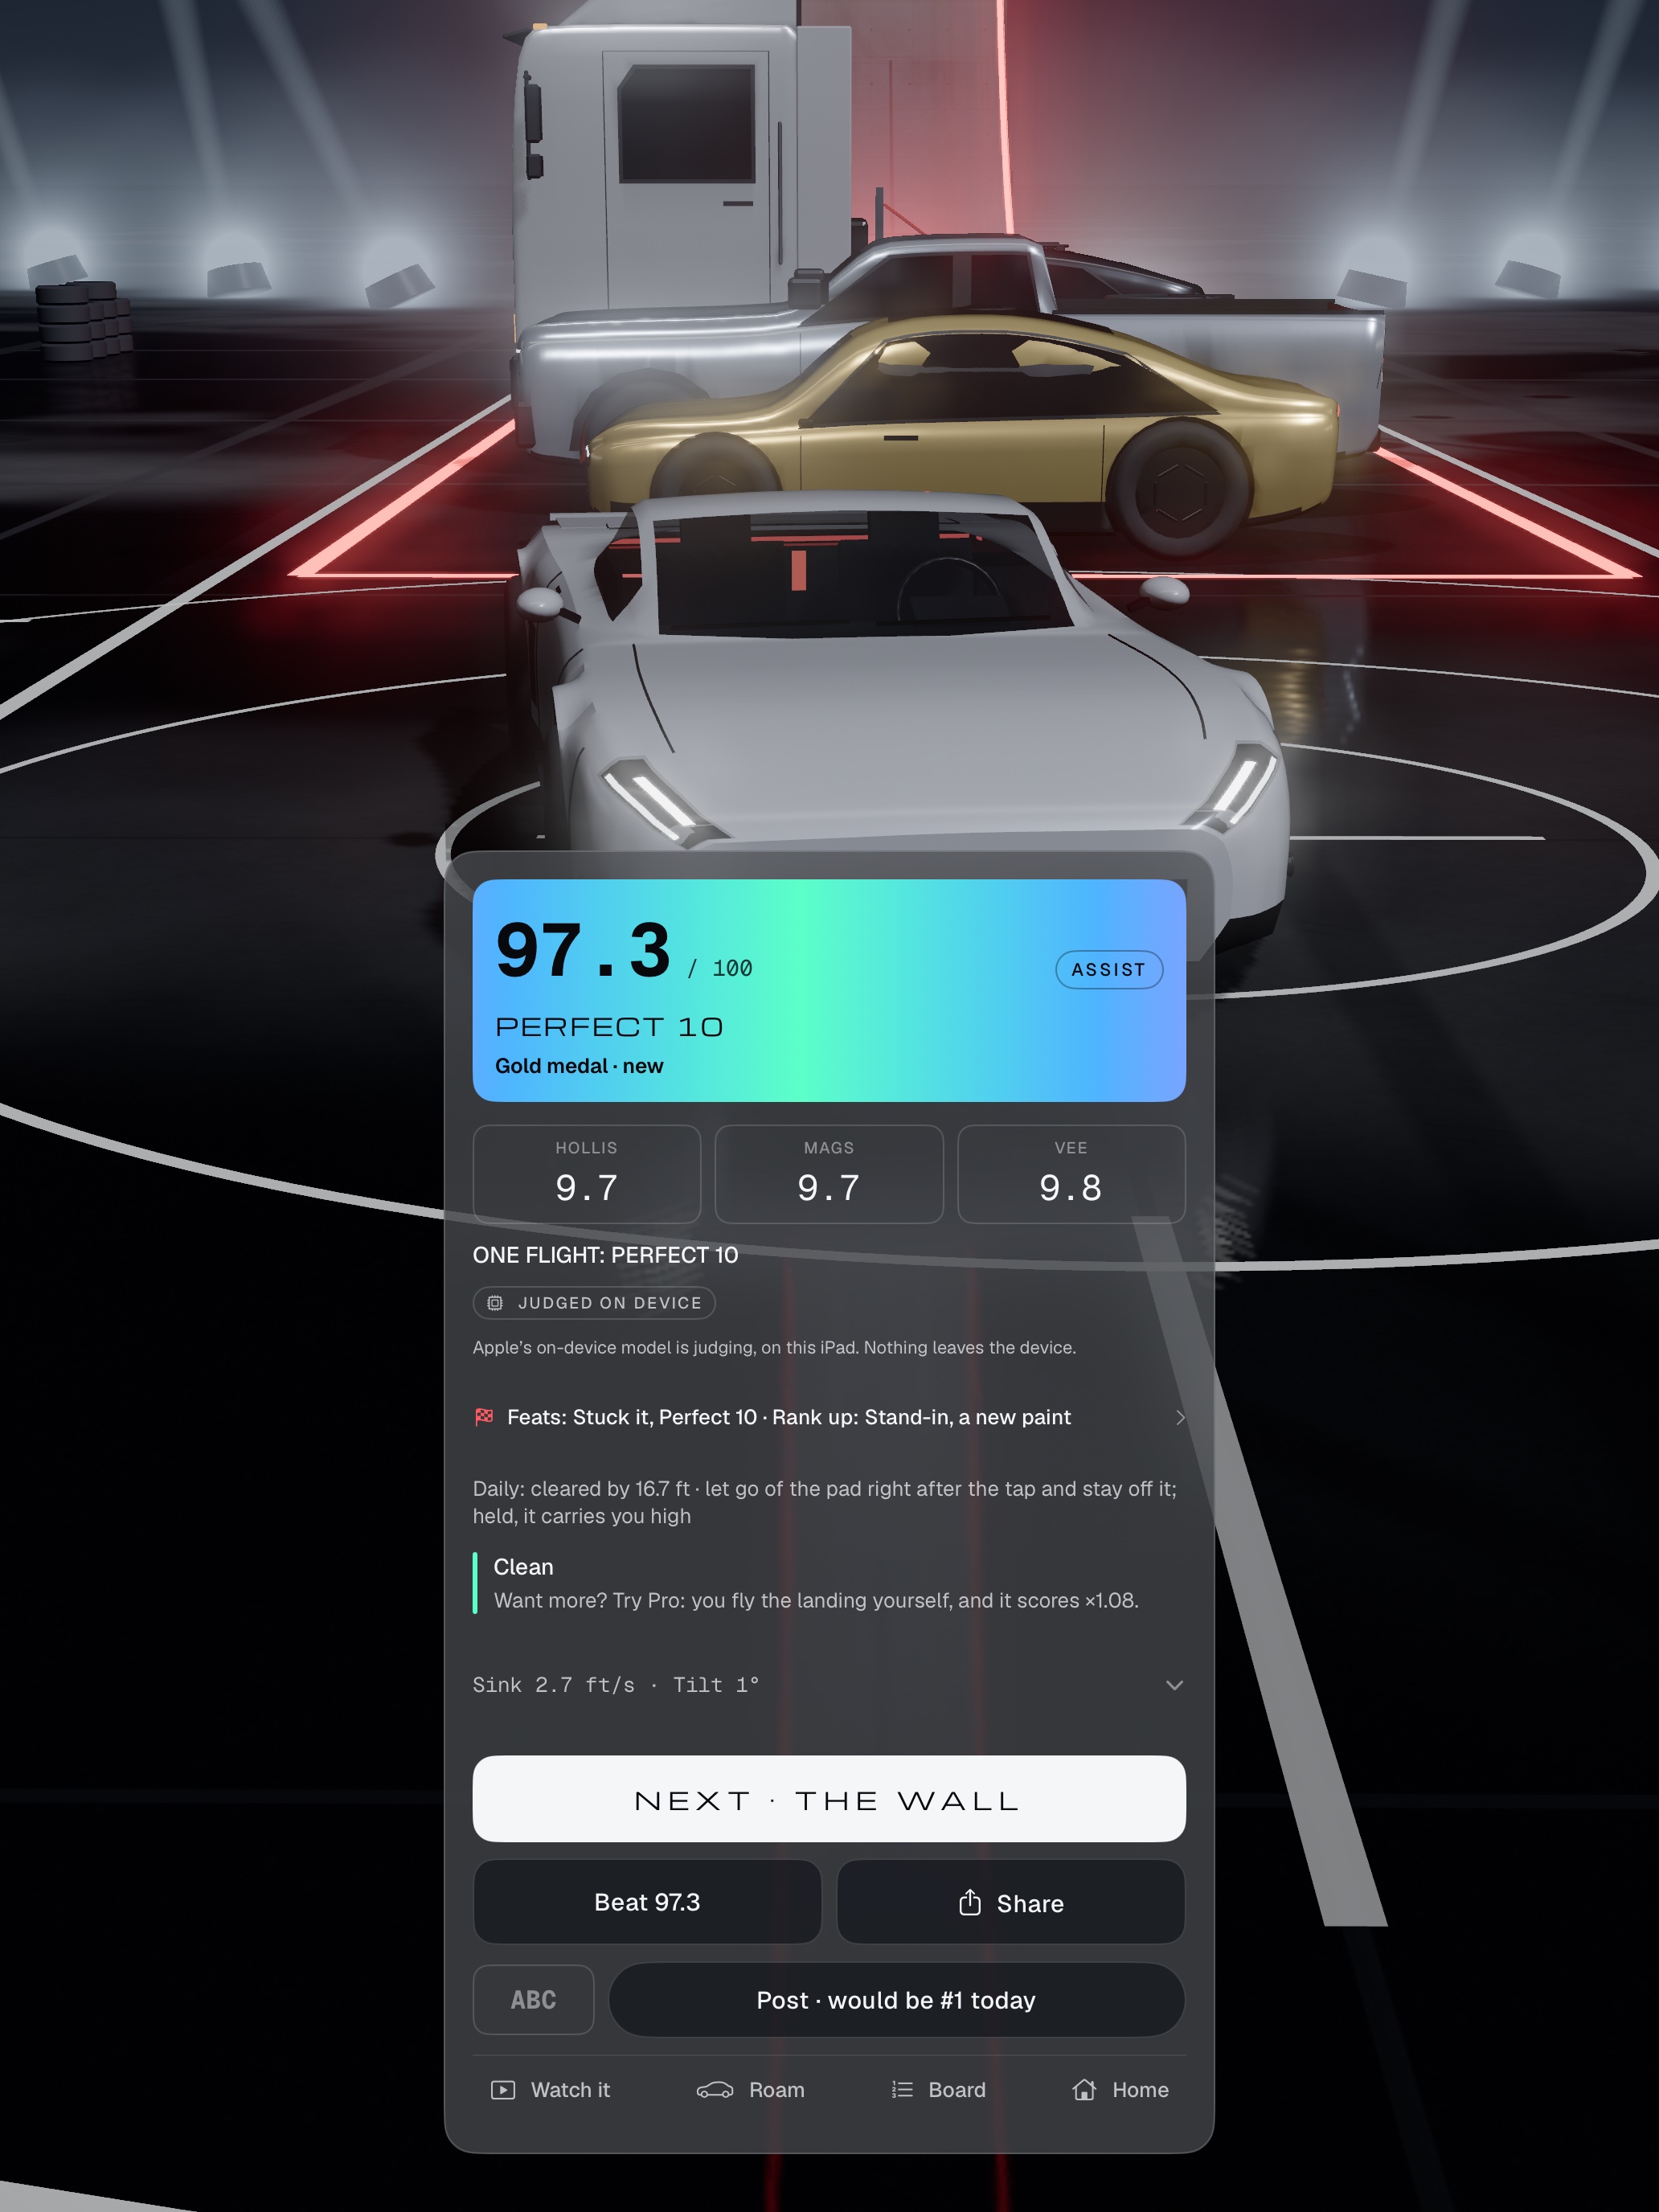 97.3 / 100
ASSIST
PERFECT 10
Gold medal · new
HOLLIS
9.7
MAGS
9.7
VEE
9.8
ONE FLIGHT: PERFECT 10
JUDGED ON DEVICE
Apple’s on-device model is judging, on this iPad. Nothing leaves the device.
Feats: Stuck it, Perfect 10 · Rank up: Stand-in, a new paint
Daily: cleared by 16.7 ft · let go of the pad right after the tap and stay off it;
held, it carries you high
Clean
Want more? Try Pro: you fly the landing yourself, and it scores ×1.08.
Sink 2.7 ft/s · Tilt 1°
NEXT · THE WALL
Beat 97.3
Share
ABC
Post · would be #1 today
Watch it
Roam
Board
Home